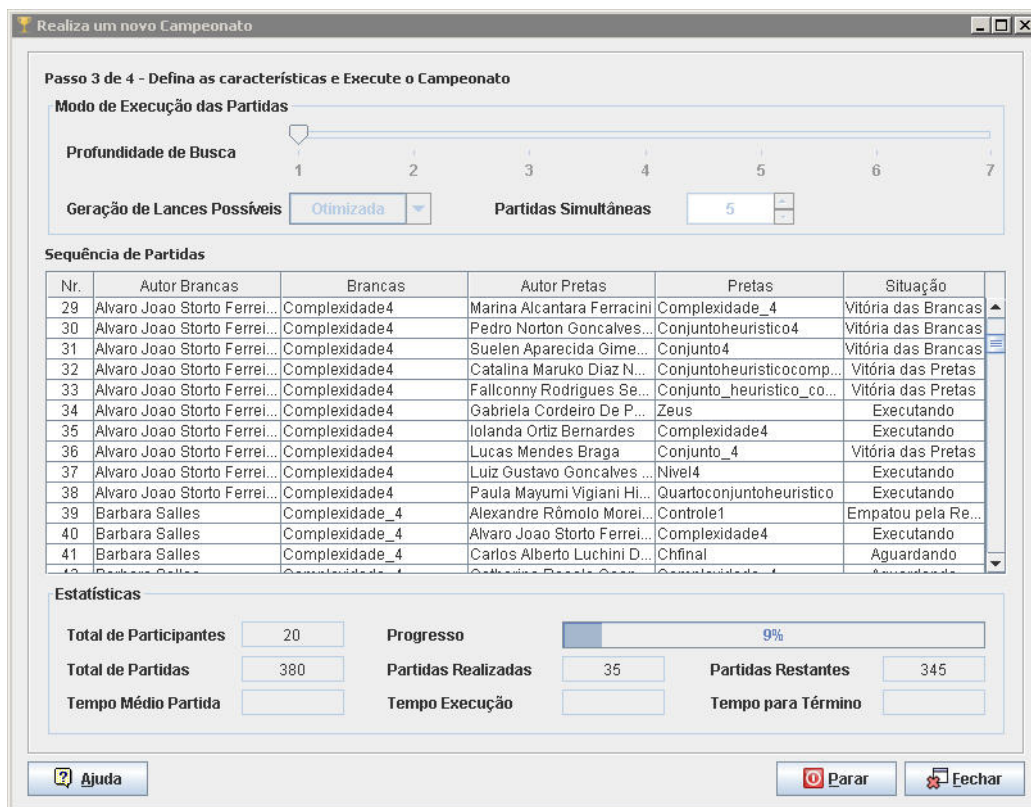 Realiza um novo Campeonato
Passo 3 de 4 - Defina as características e Execute o Campeonato
Modo de Execução das Partidas
Profundidade de Busca
1 2 3 4 5 6 7
Geração de Lances Possíveis Otimizada Partidas Simultâneas 5
Sequência de Partidas
Nr. Autor Brancas Brancas Autor Pretas Pretas Situação
29 Alvaro Joao Storto Ferrei... Complexidade4 Marina Alcantara Ferracini Complexidade_4 Vitória das Brancas
30 Alvaro Joao Storto Ferrei... Complexidade4 Pedro Norton Goncalves... Conjuntoheuristico4 Vitória das Brancas
31 Alvaro Joao Storto Ferrei... Complexidade4 Suelen Aparecida Gime... Conjunto4 Vitória das Brancas
32 Alvaro Joao Storto Ferrei... Complexidade4 Catalina Maruko Diaz N... Conjuntoheuristicocomp... Vitória das Pretas
33 Alvaro Joao Storto Ferrei... Complexidade4 Fallconny Rodrigues Se... Conjunto_heuristico_co... Vitória das Pretas
34 Alvaro Joao Storto Ferrei... Complexidade4 Gabriela Cordeiro De P... Zeus Executando
35 Alvaro Joao Storto Ferrei... Complexidade4 Iolanda Ortiz Bernardes Complexidade4 Executando
36 Alvaro Joao Storto Ferrei... Complexidade4 Lucas Mendes Braga Conjunto_4 Vitória das Pretas
37 Alvaro Joao Storto Ferrei... Complexidade4 Luiz Gustavo Goncalves ... Nivel4 Executando
38 Alvaro Joao Storto Ferrei... Complexidade4 Paula Mayumi Vigiani Hi... Quartoconjuntoheuristico Executando
39 Barbara Salles Complexidade_4 Alexandre Rômolo Morei... Controle1 Empatou pela Re...
40 Barbara Salles Complexidade_4 Alvaro Joao Storto Ferrei... Complexidade4 Executando
41 Barbara Salles Complexidade_4 Carlos Alberto Luchini D... Chfinal Aguardando
Estatísticas
Total de Participantes 20 Progresso 9%
Total de Partidas 380 Partidas Realizadas 35 Partidas Restantes 345
Tempo Médio Partida Tempo Execução Tempo para Término
Ajuda Parar Fechar